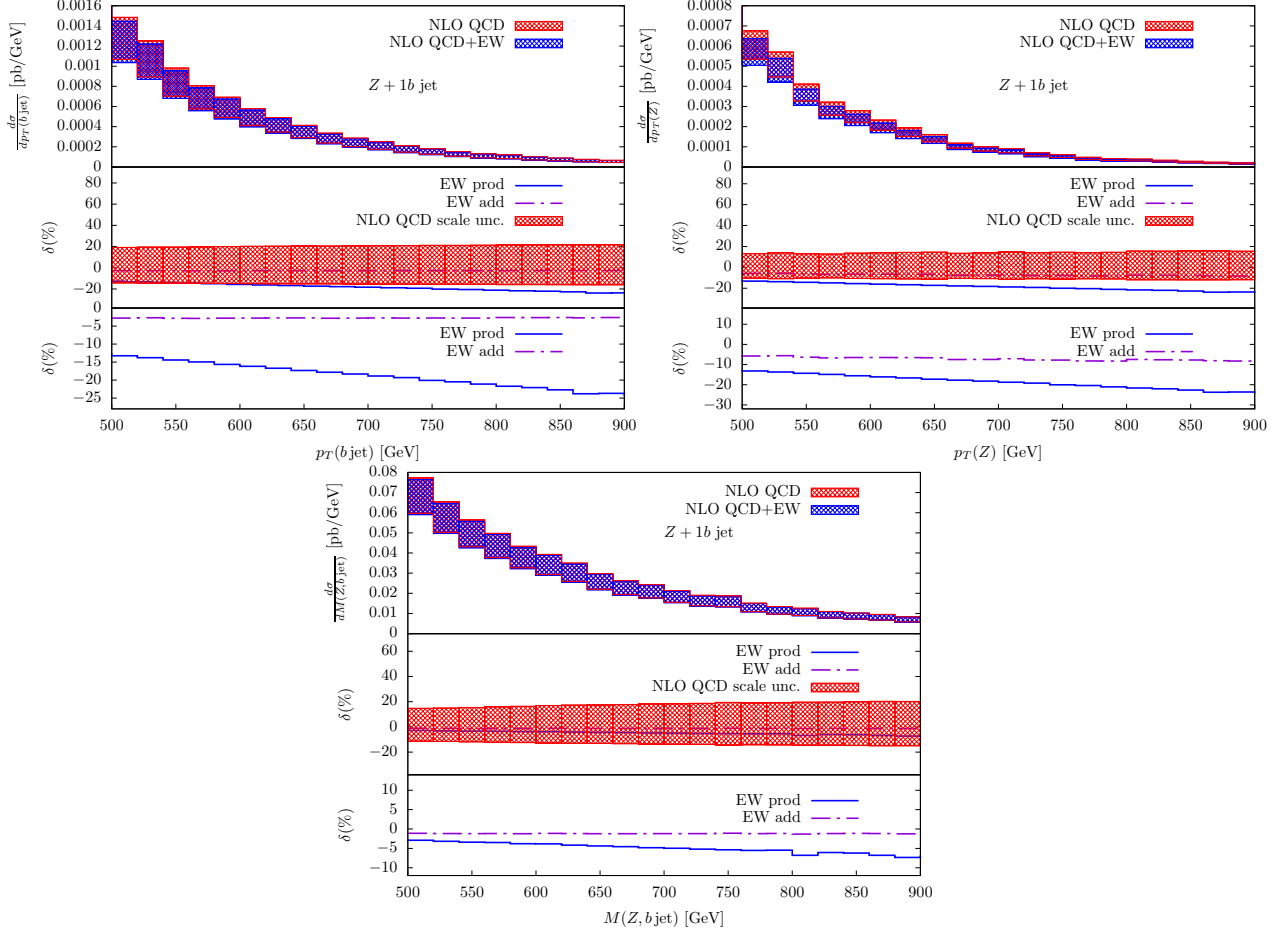 dσ/dp_T(b jet) [pb/GeV]
0.0016
0.0014
0.0012
0.001
0.0008
0.0006
0.0004
0.0002
0
NLO QCD
NLO QCD+EW
Z + 1b jet
δ(%)
80
60
40
20
0
−20
EW prod
EW add
NLO QCD scale unc.
δ(%)
0
−5
−10
−15
−20
−25
EW prod
EW add
500 550 600 650 700 750 800 850 900
p_T(b jet) [GeV]
dσ/dp_T(Z) [pb/GeV]
0.0007
0.0006
0.0005
0.0004
0.0003
0.0002
0.0001
0
NLO QCD
NLO QCD+EW
Z + 1b jet
δ(%)
80
60
40
20
0
−20
EW prod
EW add
NLO QCD scale unc.
δ(%)
10
0
−10
−20
−30
EW prod
EW add
500 550 600 650 700 750 800 850 900
p_T(Z) [GeV]
dσ/dM(Z,b jet) [pb/GeV]
0.08
0.07
0.06
0.05
0.04
0.03
0.02
0.01
0
NLO QCD
NLO QCD+EW
Z + 1b jet
δ(%)
60
40
20
0
−20
EW prod
EW add
NLO QCD scale unc.
δ(%)
10
5
0
−5
−10
EW prod
EW add
500 550 600 650 700 750 800 850 900
M(Z, b jet) [GeV]